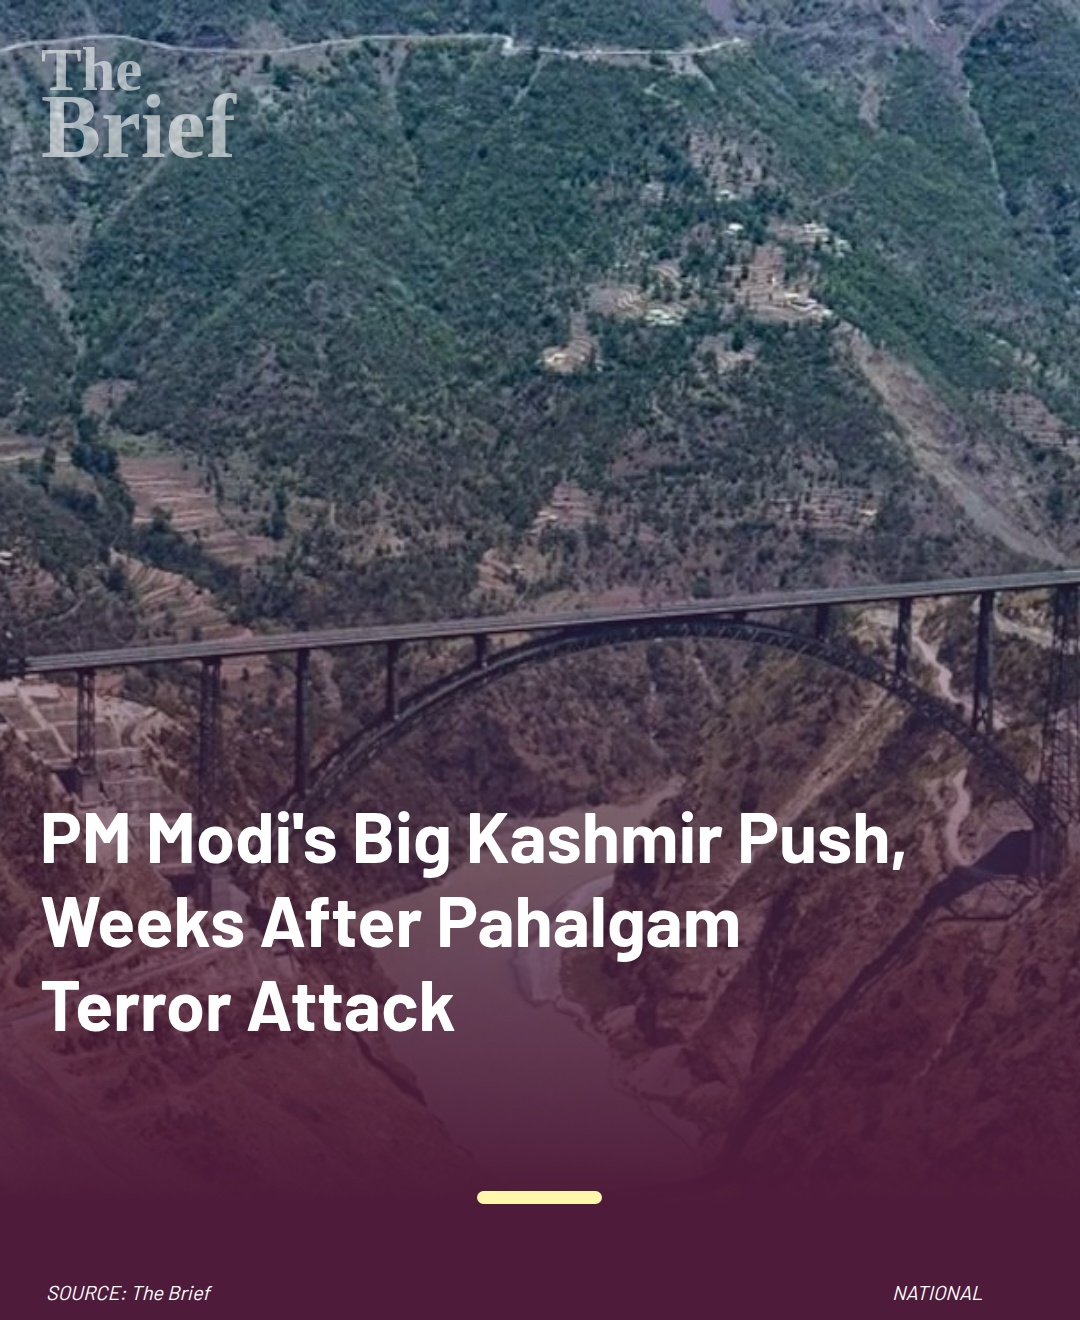 The
Brief
PM Modi's Big Kashmir Push,
Weeks After Pahalgam
Terror Attack
SOURCE: The Brief
NATIONAL